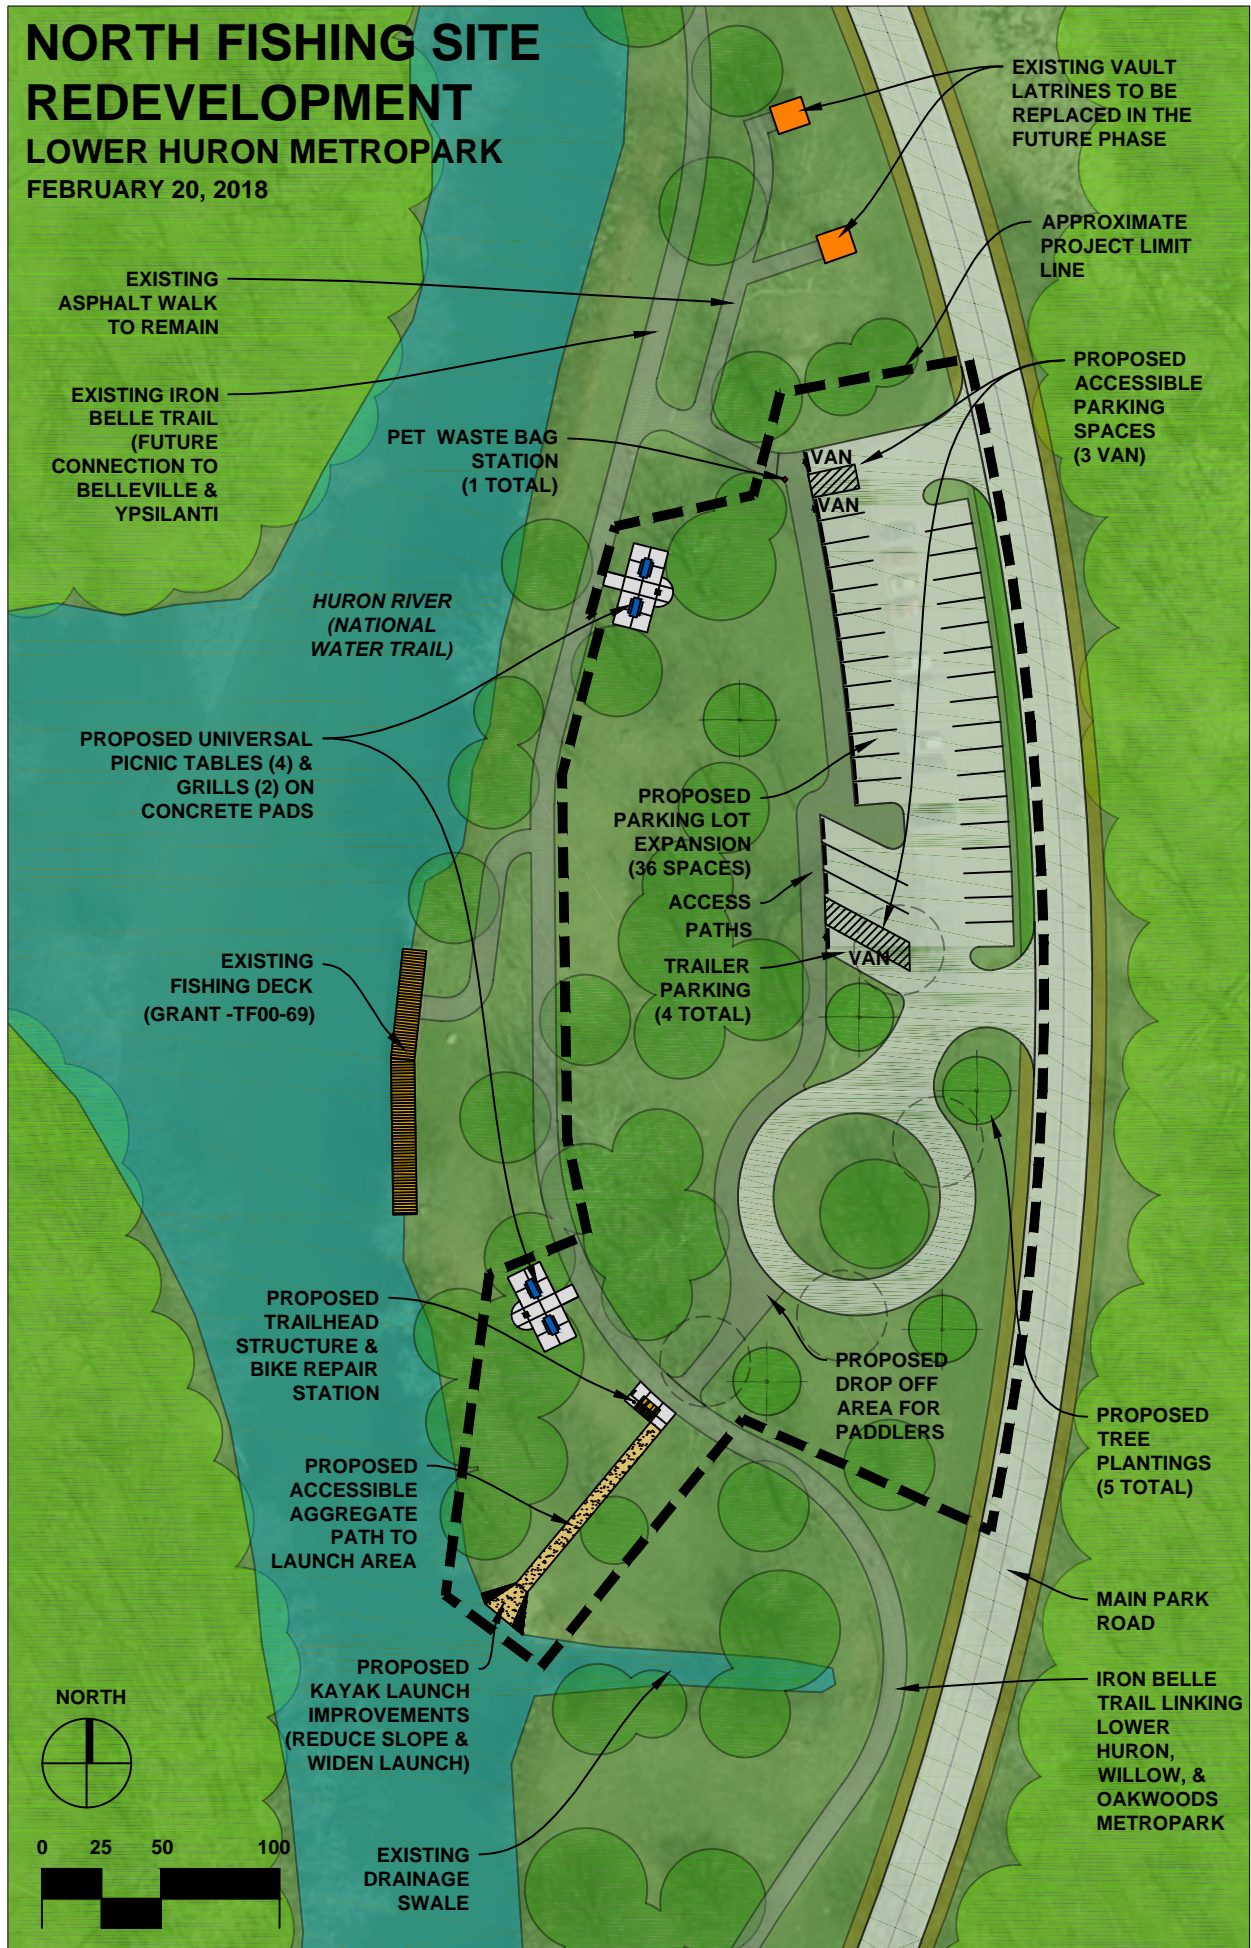 NORTH FISHING SITE
REDEVELOPMENT
LOWER HURON METROPARK
FEBRUARY 20, 2018
EXISTING VAULT
LATRINES TO BE
REPLACED IN THE
FUTURE PHASE
APPROXIMATE
PROJECT LIMIT
LINE
EXISTING
ASPHALT WALK
TO REMAIN
PROPOSED
ACCESSIBLE
PARKING
SPACES
(3 VAN)
EXISTING IRON
BELLE TRAIL
(FUTURE
CONNECTION TO
BELLEVILLE &
YPSILANTI
PET WASTE BAG
STATION
(1 TOTAL)
VAN
VAN
HURON RIVER
(NATIONAL
WATER TRAIL)
PROPOSED UNIVERSAL
PICNIC TABLES (4) &
GRILLS (2) ON
CONCRETE PADS
PROPOSED
PARKING LOT
EXPANSION
(36 SPACES)
ACCESS
PATHS
TRAILER
PARKING
(4 TOTAL)
VAN
EXISTING
FISHING DECK
(GRANT -TF00-69)
PROPOSED
TRAILHEAD
STRUCTURE &
BIKE REPAIR
STATION
PROPOSED
DROP OFF
AREA FOR
PADDLERS
PROPOSED
TREE
PLANTINGS
(5 TOTAL)
PROPOSED
ACCESSIBLE
AGGREGATE
PATH TO
LAUNCH AREA
MAIN PARK
ROAD
PROPOSED
KAYAK LAUNCH
IMPROVEMENTS
(REDUCE SLOPE &
WIDEN LAUNCH)
IRON BELLE
TRAIL LINKING
LOWER
HURON,
WILLOW, &
OAKWOODS
METROPARK
NORTH
0 25 50 100
EXISTING
DRAINAGE
SWALE